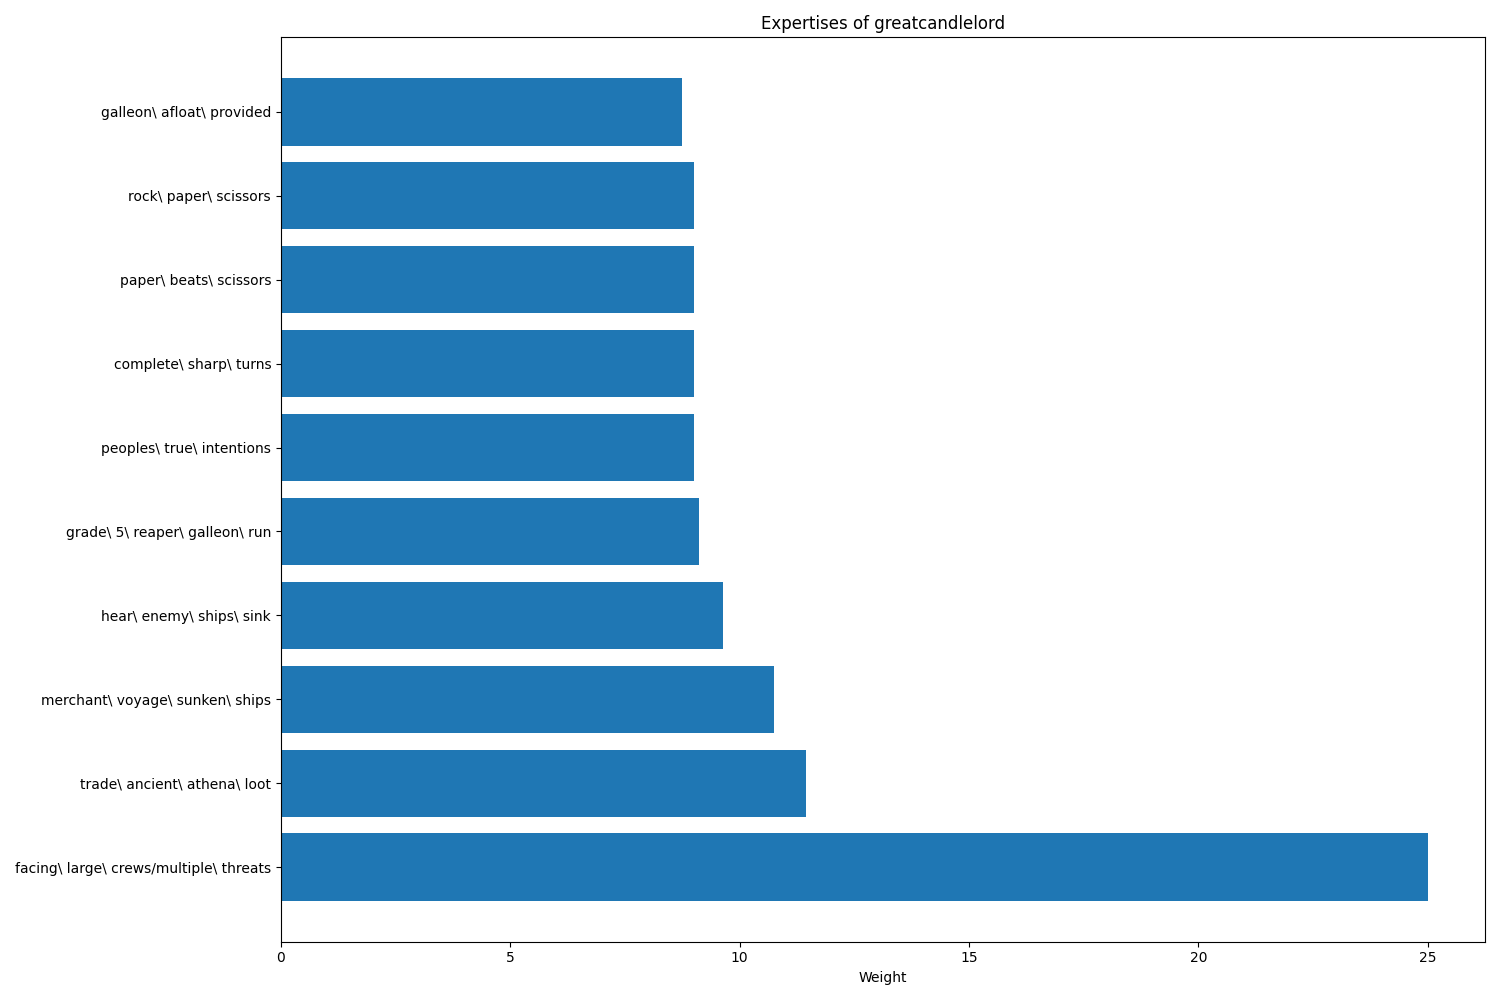 Expertises of greatcandlelord
galleon\ afloat\ provided
rock\ paper\ scissors
paper\ beats\ scissors
complete\ sharp\ turns
peoples\ true\ intentions
grade\ 5\ reaper\ galleon\ run
hear\ enemy\ ships\ sink
merchant\ voyage\ sunken\ ships
trade\ ancient\ athena\ loot
facing\ large\ crews/multiple\ threats
0 5 10 15 20 25
Weight